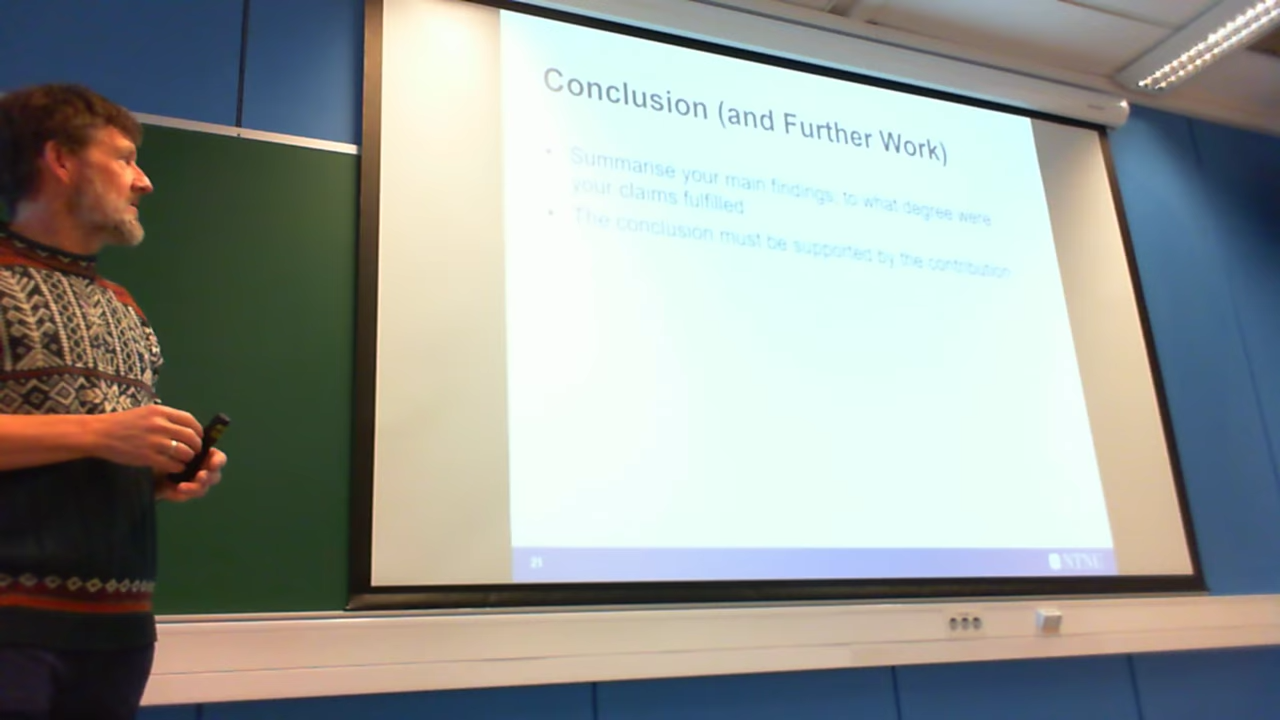 Conclusion (and Further Work)
• Summarise your main findings, to what degree were
your claims fulfilled
• The conclusion must be supported by the contribution
21
NTNU